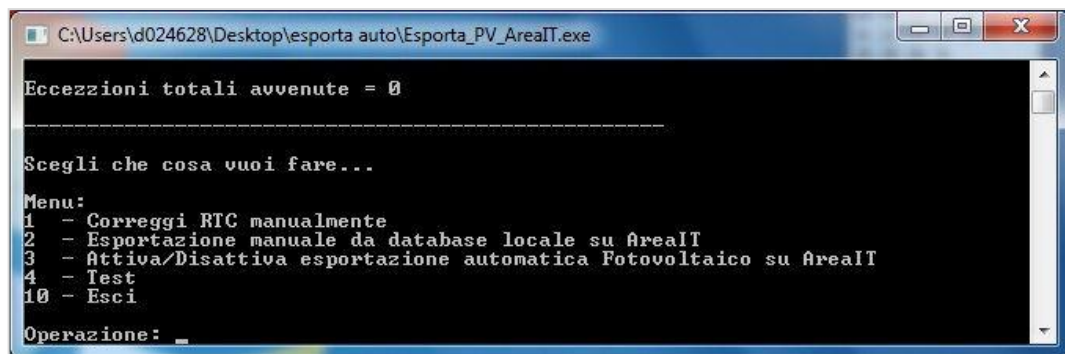 C:\Users\d024628\Desktop\esporta auto\Esporta_PV_AreaIT.exe
Eccezzioni totali avvenute = 0
---------------------------------------------------
Scegli che cosa vuoi fare...
Menu:
1 - Correggi RTC manualmente
2 - Esportazione manuale da database locale su AreaIT
3 - Attiva/Disattiva esportazione automatica Fotovoltaico su AreaIT
4 - Test
10 - Esci
Operazione: _